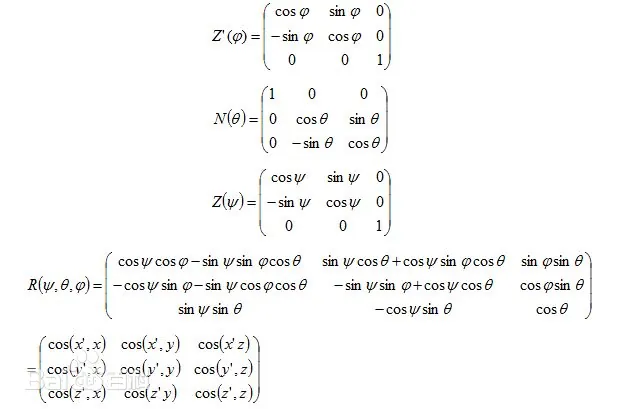 Z'(φ)=(cos φ sin φ 0
−sin φ cos φ 0
0 0 1)
N(θ)=(1 0 0
0 cos θ sin θ
0 −sin θ cos θ)
Z(ψ)=(cos ψ sin ψ 0
−sin ψ cos ψ 0
0 0 1)
R(ψ,θ,φ)=(cos ψ cos φ−sin ψ sin φ cos θ sin ψ cos θ+cos ψ sin φ cos θ sin φ sin θ
−cos ψ sin φ−sin ψ cos φ cos θ −sin ψ sin φ+cos ψ cos θ cos φ sin θ
sin ψ sin θ −cos ψ sin θ cos θ)
=(cos(x',x) cos(x',y) cos(x'z)
cos(y',x) cos(y',y) cos(y',z)
cos(z',x) cos(z'y) cos(z',z))
Bai 百科